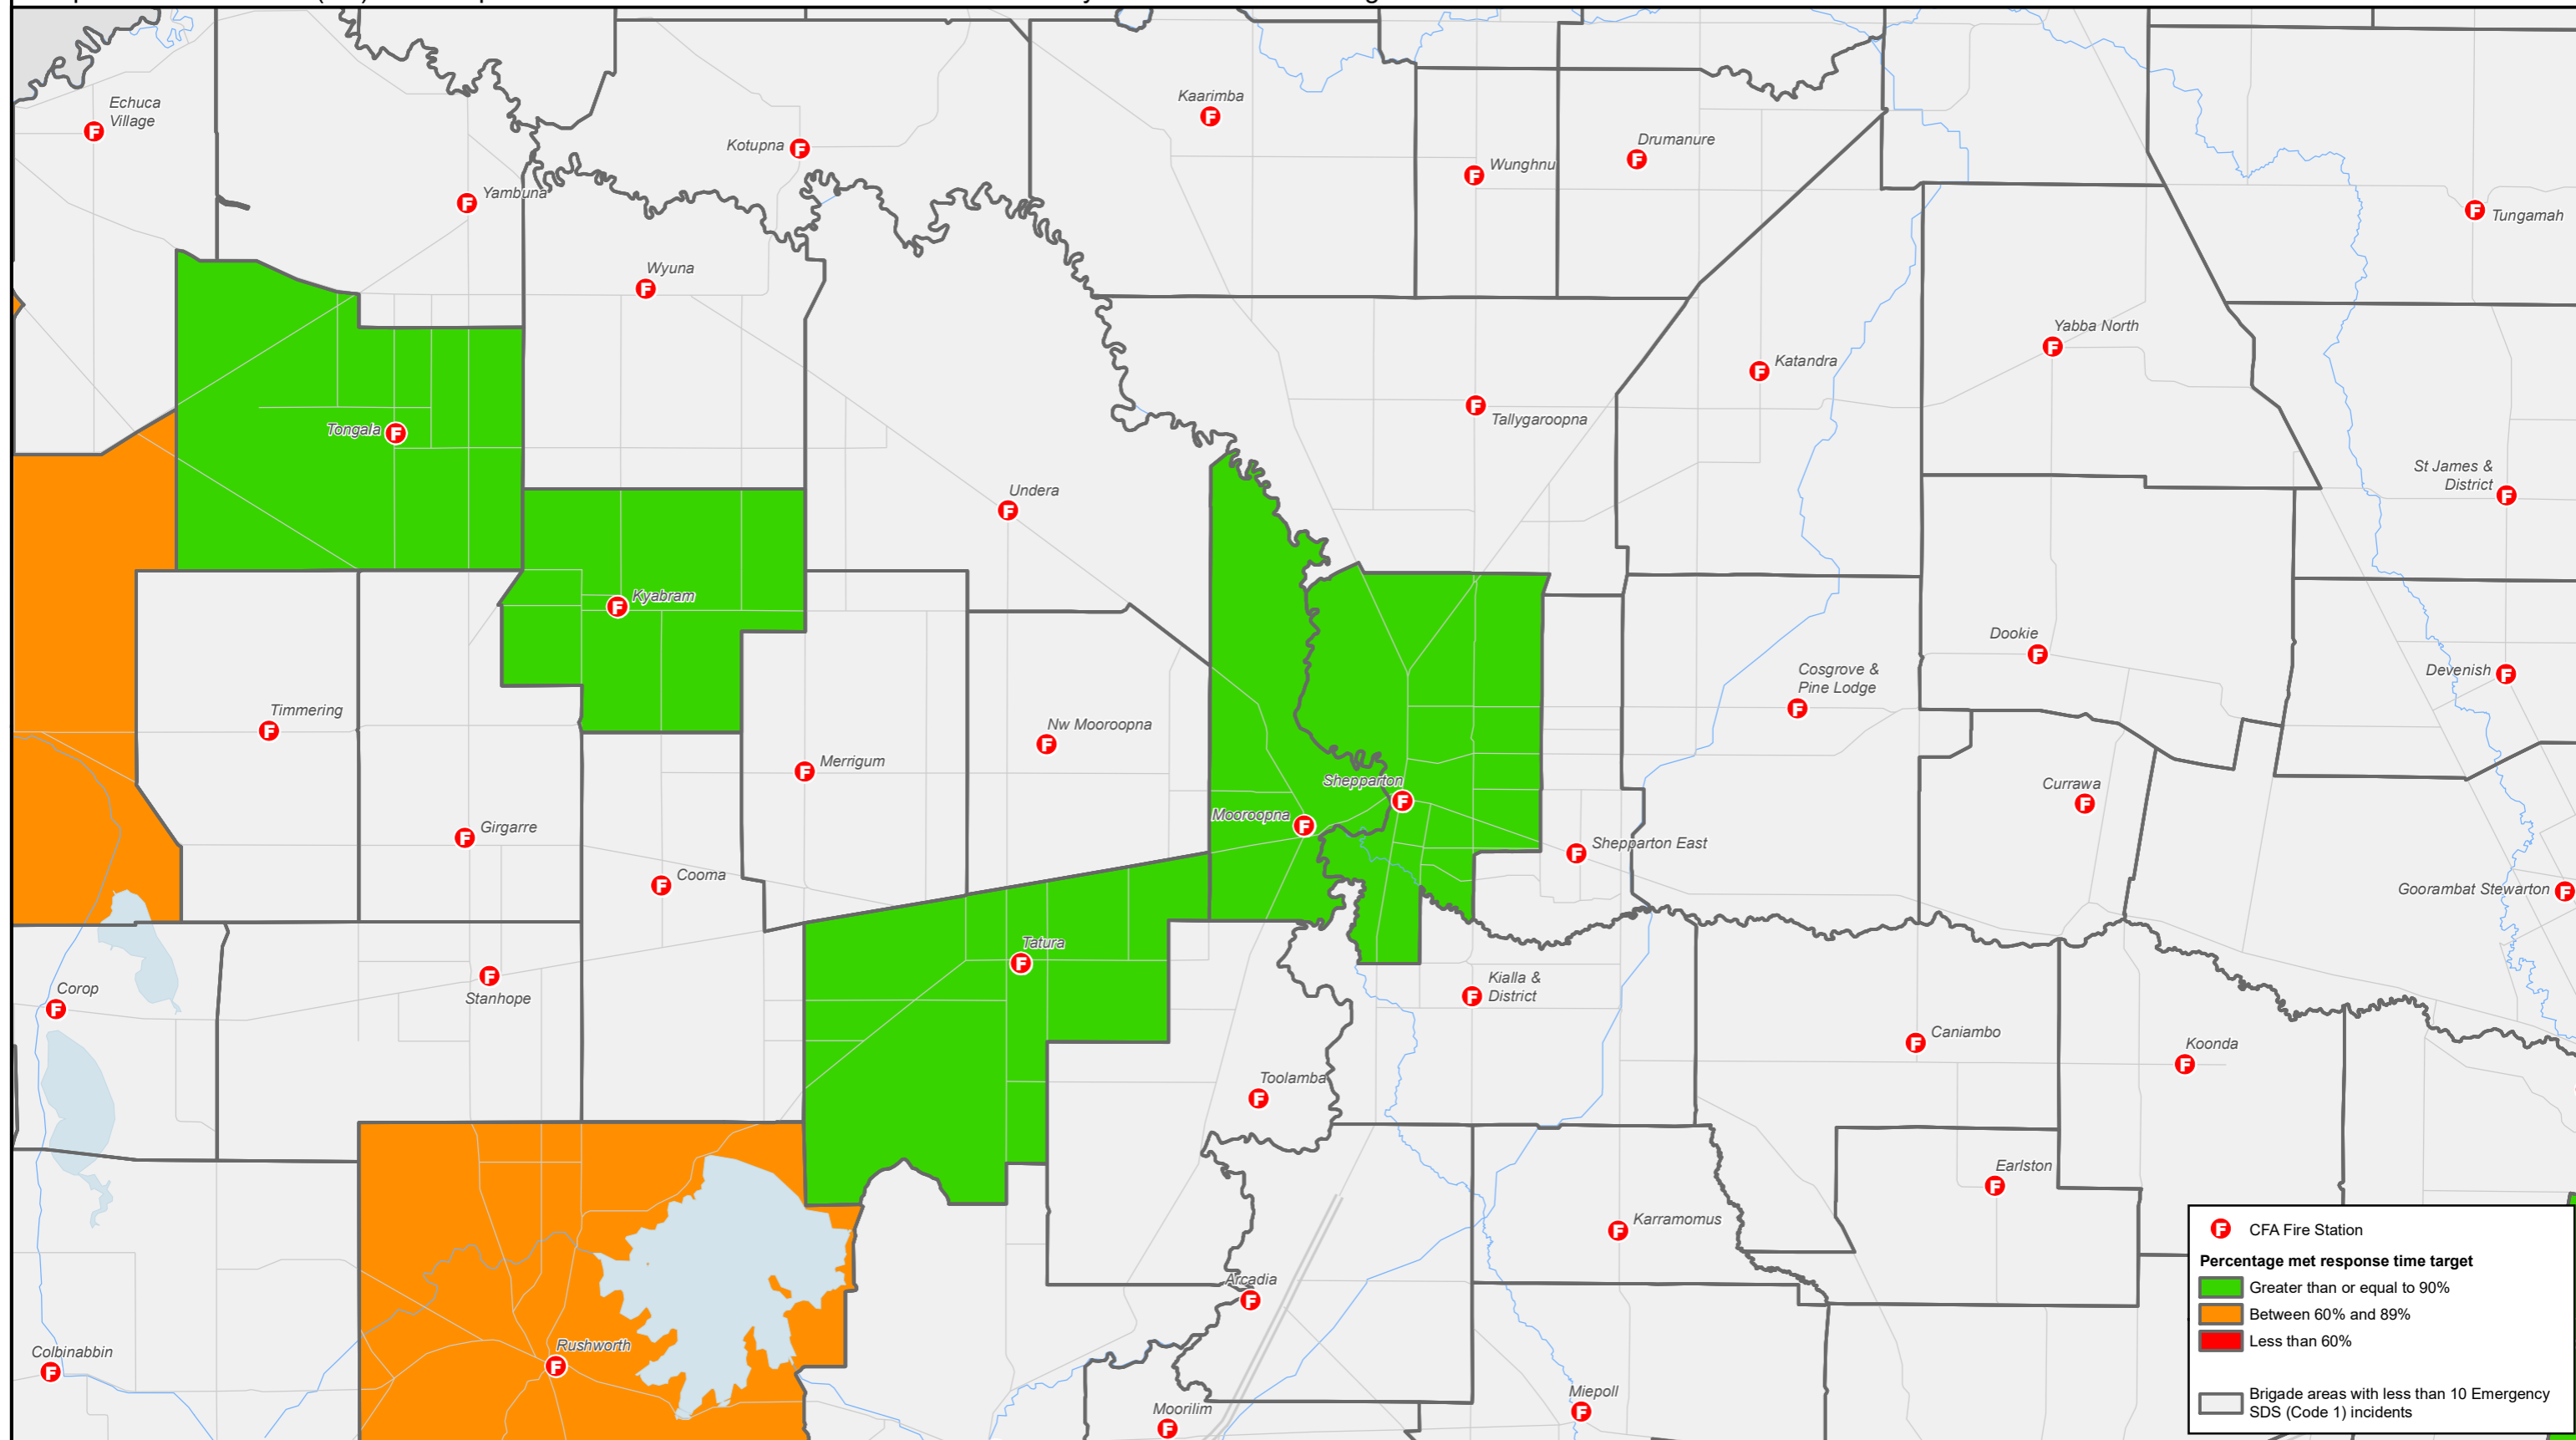 Echuca
Village
Kaarimba
Kotupna
Drumanure
Wunghnu
Yambuna
Tungamah
Wyuna
Yabba North
Katandra
Tallygaroopna
Tongala
St James &
District
Undera
Kyabram
Dookie
Cosgrove &
Pine Lodge
Devenish
Timmering
Nw Mooroopna
Merrigum
Shepparton
Currawa
Mooroopna
Girgarre
Shepparton East
Cooma
Goorambat Stewarton
Tatura
Kialla &
District
Corop
Stanhope
Caniambo
Koonda
Toolamba
Earlston
Karramomus
Arcadia
Rushworth
Colbinabbin
Miepoll
Moorilim
CFA Fire Station
Percentage met response time target
Greater than or equal to 90%
Between 60% and 89%
Less than 60%
Brigade areas with less than 10 Emergency
SDS (Code 1) incidents